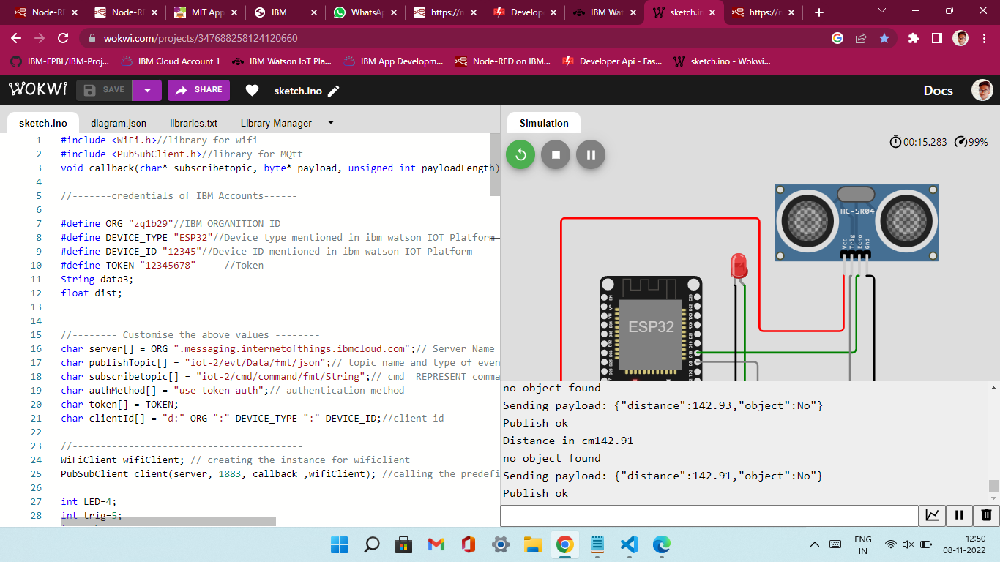 Node-RE
Node-RE
MIT App
IBM
WhatsAp
https://n
Develop
IBM Wat
sketch.in
https://n
wokwi.com/projects/347688258124120660
IBM-EPBL/IBM-Proj...
IBM Cloud Account 1
IBM Watson IoT Pla...
IBM App Developm...
Node-RED on IBM...
Developer Api - Fas...
sketch.ino - Wokwi...
WOKWI
SAVE
SHARE
sketch.ino
Docs
sketch.ino
diagram.json
libraries.txt
Library Manager
Simulation
00:15.283
99%
1 #include <WiFi.h>//library for wifi
2 #include <PubSubClient.h>//library for MQtt
3 void callback(char* subscribetopic, byte* payload, unsigned int payloadLength)
4
5 //-------credentials of IBM Accounts------
6
7 #define ORG "zq1b29"//IBM ORGANITION ID
8 #define DEVICE_TYPE "ESP32"//Device type mentioned in ibm watson IOT Platform
9 #define DEVICE_ID "12345"//Device ID mentioned in ibm watson IOT Platform
10 #define TOKEN "12345678"     //Token
11 String data3;
12 float dist;
13
14
15 //-------- Customise the above values --------
16 char server[] = ORG ".messaging.internetofthings.ibmcloud.com";// Server Name
17 char publishTopic[] = "iot-2/evt/Data/fmt/json";// topic name and type of even
18 char subscribetopic[] = "iot-2/cmd/command/fmt/String";// cmd  REPRESENT comma
19 char authMethod[] = "use-token-auth";// authentication method
20 char token[] = TOKEN;
21 char clientId[] = "d:" ORG ":" DEVICE_TYPE ":" DEVICE_ID;//client id
22
23 //-----------------------------------------
24 WiFiClient wifiClient; // creating the instance for wificlient
25 PubSubClient client(server, 1883, callback ,wifiClient); //calling the predefi
26
27 int LED=4;
28 int trig=5;
HC-SR04
Vcc
Trig
Echo
Gnd
ESP32
no object found
Sending payload: {"distance":142.93,"object":No"}
Publish ok
Distance in cm142.91
no object found
Sending payload: {"distance":142.91,"object":No"}
Publish ok
ENG
IN
12:50
08-11-2022